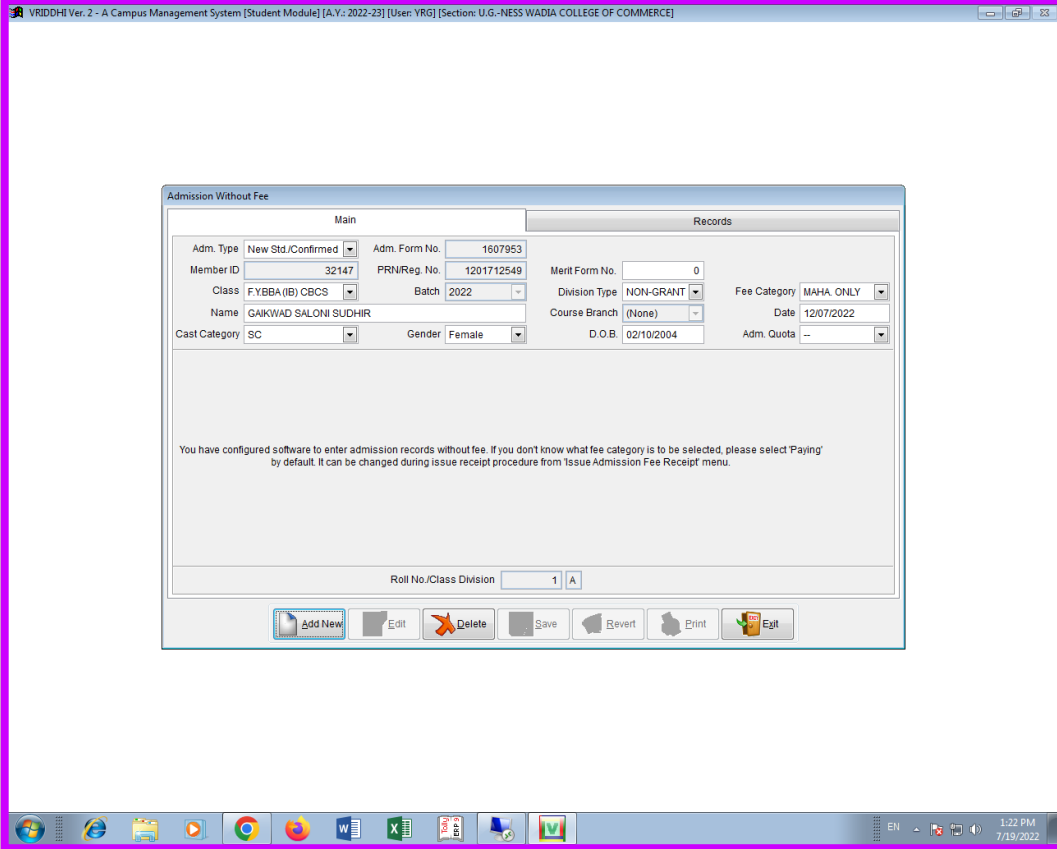 VRIDDHI Ver. 2 - A Campus Management System [Student Module] [A.Y.: 2022-23] [User: YRG] [Section: U.G.-NESS WADIA COLLEGE OF COMMERCE]
Admission Without Fee
Main Records
Adm. Type New Std./Confirmed Adm. Form No. 1607953
Member ID 32147 PRN/Reg. No. 1201712549 Merit Form No. 0
Class F.Y.BBA (IB) CBCS Batch 2022 Division Type NON-GRANT Fee Category MAHA. ONLY
Name GAIKWAD SALONI SUDHIR Course Branch (None) Date 12/07/2022
Cast Category SC Gender Female D.O.B. 02/10/2004 Adm. Quota --
You have configured software to enter admission records without fee. If you don't know what fee category is to be selected, please select 'Paying'
by default. It can be changed during issue receipt procedure from 'Issue Admission Fee Receipt' menu.
Roll No./Class Division 1 A
Add New Edit Delete Save Revert Print Exit
EN 1:22 PM
7/19/2022